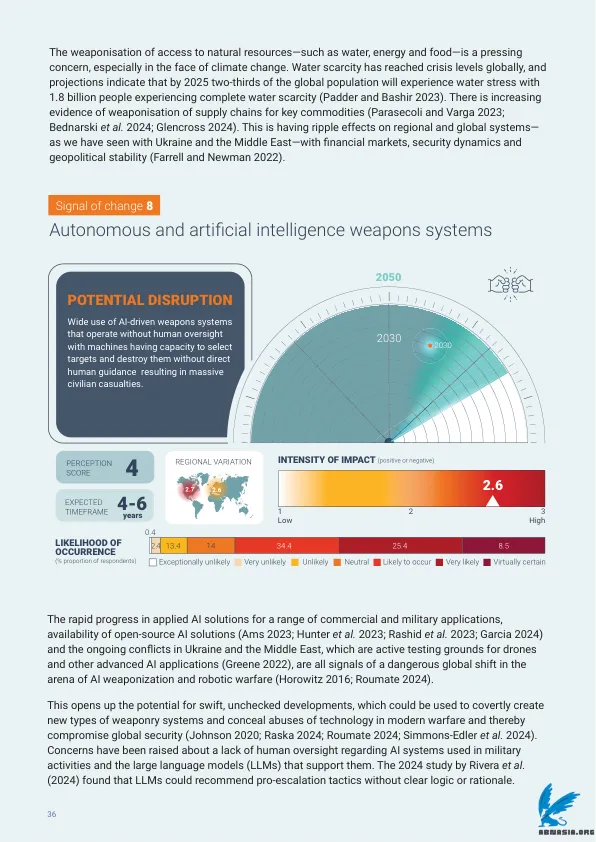 The weaponisation of access to natural resources—such as water, energy and food—is a pressing
concern, especially in the face of climate change. Water scarcity has reached crisis levels globally, and
projections indicate that by 2025 two-thirds of the global population will experience water stress with
1.8 billion people experiencing complete water scarcity (Padder and Bashir 2023). There is increasing
evidence of weaponisation of supply chains for key commodities (Parasecoli and Varga 2023;
Bednarski et al. 2024; Glencross 2024). This is having ripple effects on regional and global systems—
as we have seen with Ukraine and the Middle East—with financial markets, security dynamics and
geopolitical stability (Farrell and Newman 2022).
Signal of change 8
Autonomous and artificial intelligence weapons systems
POTENTIAL DISRUPTION
Wide use of AI-driven weapons systems
that operate without human oversight
with machines having capacity to select
targets and destroy them without direct
human guidance resulting in massive
civilian casualties.
2050
2030
2030
PERCEPTION
SCORE
4
EXPECTED
TIMEFRAME
4-6
years
REGIONAL VARIATION
2.7
2.6
INTENSITY OF IMPACT (positive or negative)
2.6
1
2
3
Low
High
LIKELIHOOD OF
OCCURRENCE
(% proportion of respondents)
0.4
2.4 13.4 14 34.4 25.4 8.5
Exceptionally unlikely Very unlikely Unlikely Neutral Likely to occur Very likely Virtually certain
The rapid progress in applied AI solutions for a range of commercial and military applications,
availability of open-source AI solutions (Ams 2023; Hunter et al. 2023; Rashid et al. 2023; Garcia 2024)
and the ongoing conflicts in Ukraine and the Middle East, which are active testing grounds for drones
and other advanced AI applications (Greene 2022), are all signals of a dangerous global shift in the
arena of AI weaponization and robotic warfare (Horowitz 2016; Roumate 2024).
This opens up the potential for swift, unchecked developments, which could be used to covertly create
new types of weaponry systems and conceal abuses of technology in modern warfare and thereby
compromise global security (Johnson 2020; Raska 2024; Roumate 2024; Simmons-Edler et al. 2024).
Concerns have been raised about a lack of human oversight regarding AI systems used in military
activities and the large language models (LLMs) that support them. The 2024 study by Rivera et al.
(2024) found that LLMs could recommend pro-escalation tactics without clear logic or rationale.
36
ABNASIA.ORG